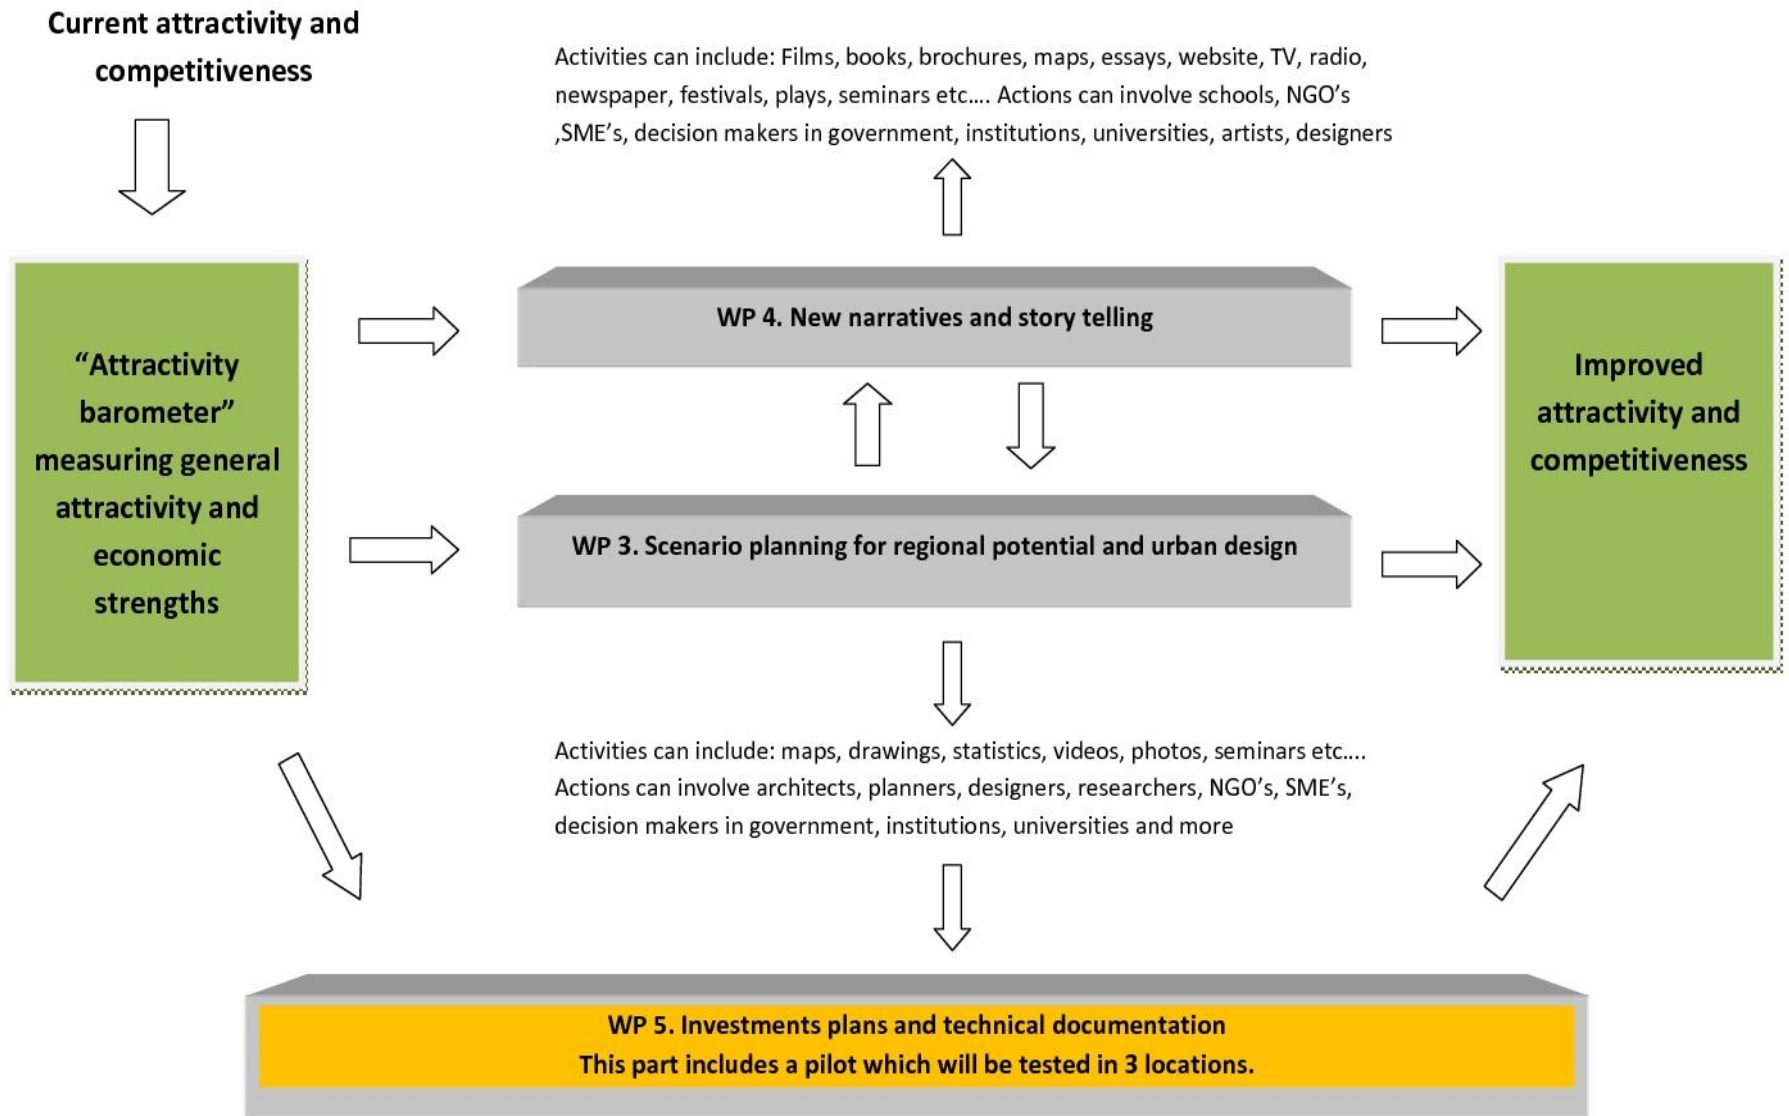 Current attractivity and
competitiveness
Activities can include: Films, books, brochures, maps, essays, website, TV, radio,
newspaper, festivals, plays, seminars etc.... Actions can involve schools, NGO’s
,SME’s, decision makers in government, institutions, universities, artists, designers
“Attractivity
barometer”
measuring general
attractivity and
economic
strengths
WP 4. New narratives and story telling
WP 3. Scenario planning for regional potential and urban design
Improved
attractivity and
competitiveness
Activities can include: maps, drawings, statistics, videos, photos, seminars etc....
Actions can involve architects, planners, designers, researchers, NGO’s, SME’s,
decision makers in government, institutions, universities and more
WP 5. Investments plans and technical documentation
This part includes a pilot which will be tested in 3 locations.